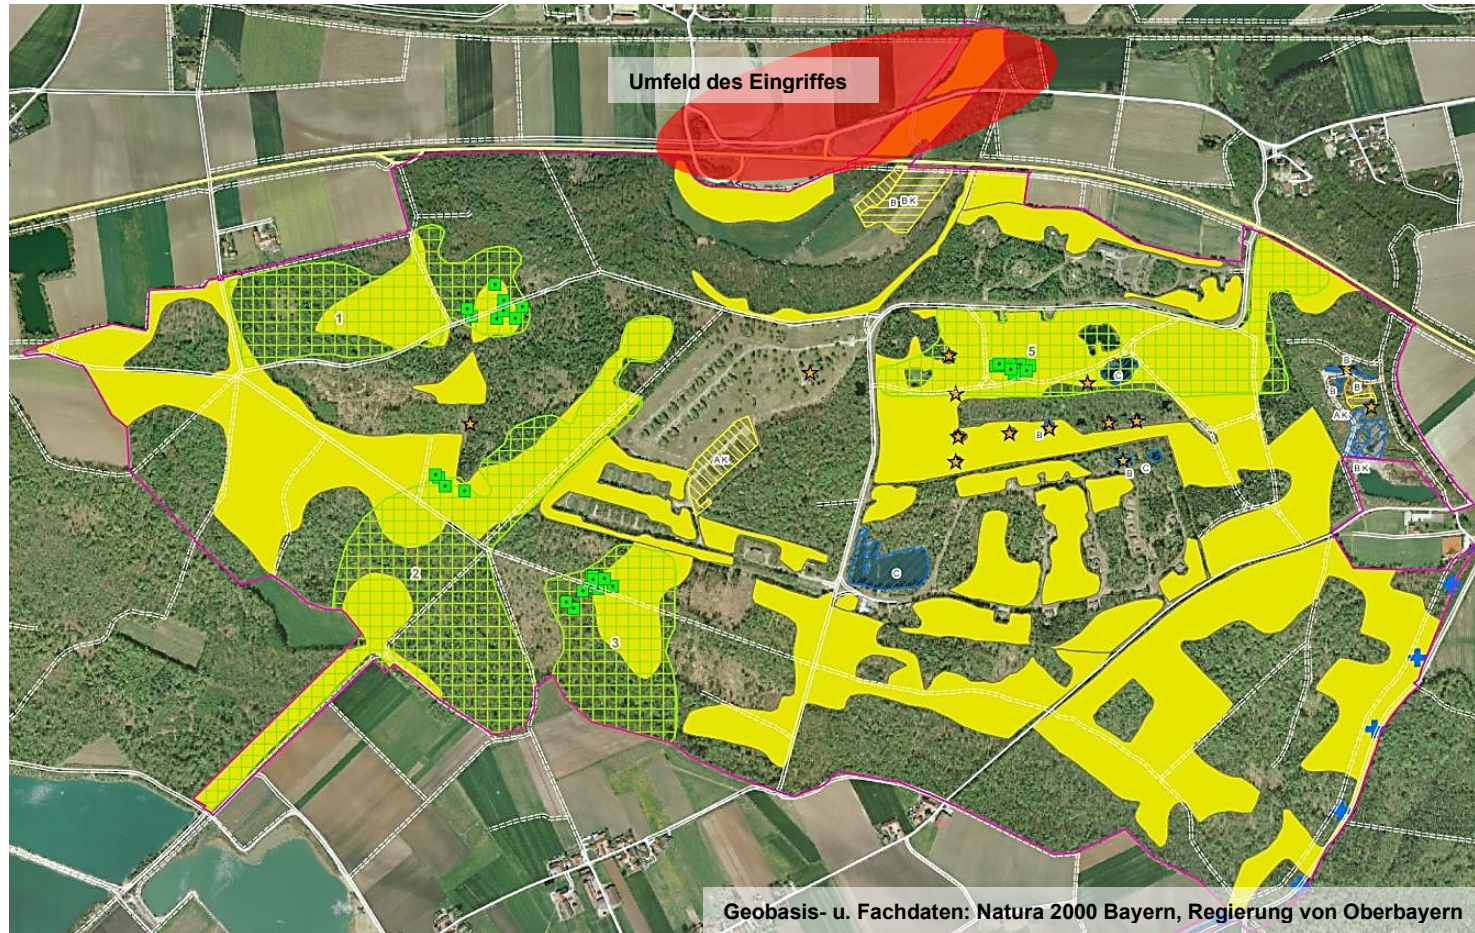 Umfeld des Eingriffes
B BK
1
5
C
B
B
B
AK
BK
B
B C
AK
2
C
3
Geobasis- u. Fachdaten: Natura 2000 Bayern, Regierung von Oberbayern